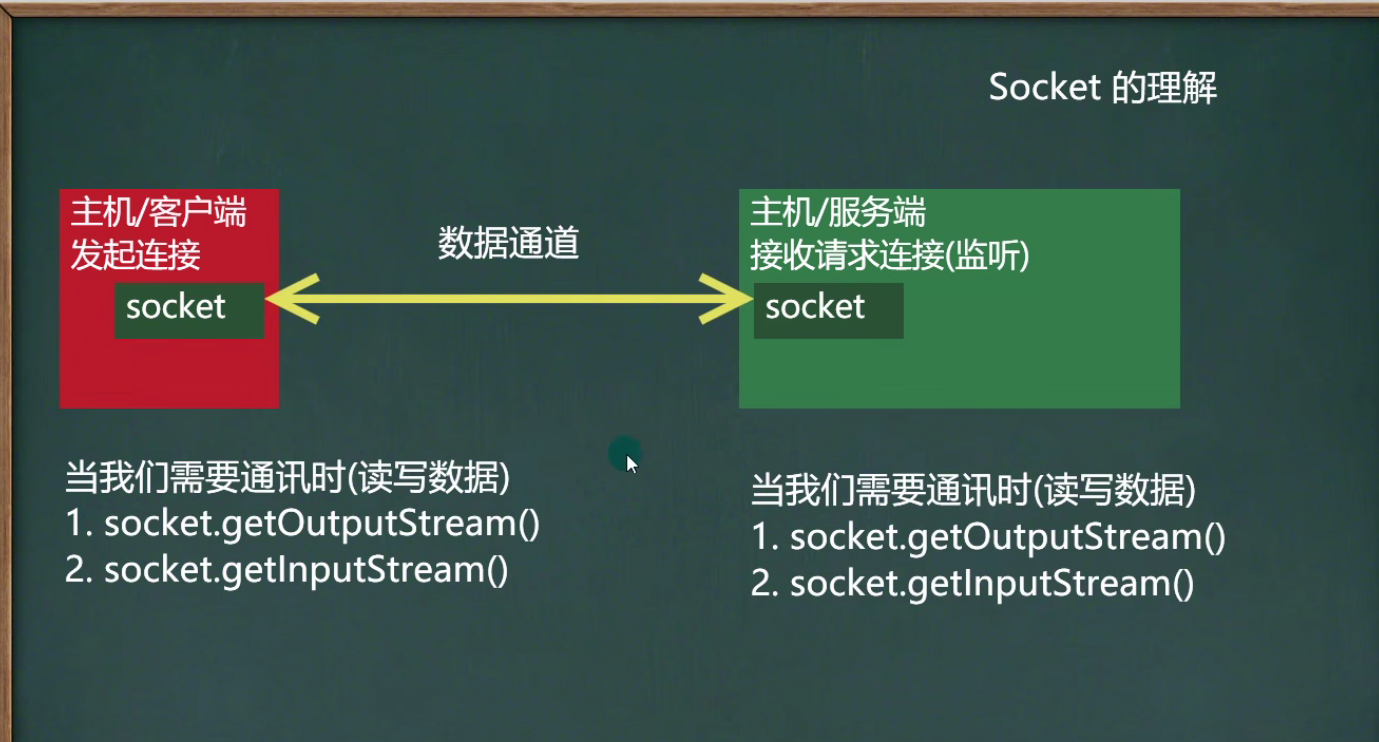 Socket 的理解
主机/客户端
发起连接
socket
数据通道
主机/服务端
接收请求连接(监听)
socket
当我们需要通讯时(读写数据)
1. socket.getOutputStream()
2. socket.getInputStream()
当我们需要通讯时(读写数据)
1. socket.getOutputStream()
2. socket.getInputStream()